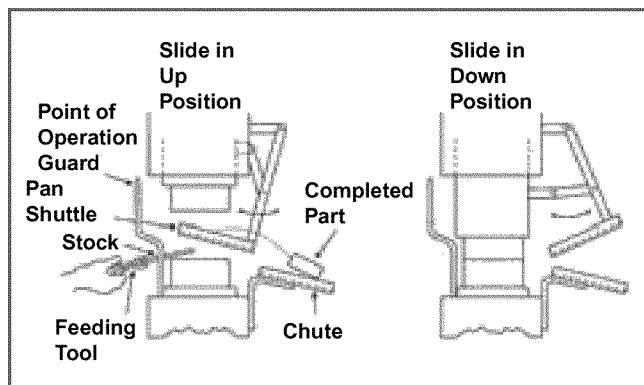 Slide in
Up
Position
Slide in
Down
Position
Point of
Operation
Guard
Pan
Shuttle
Stock
Feeding
Tool
Completed
Part
Chute